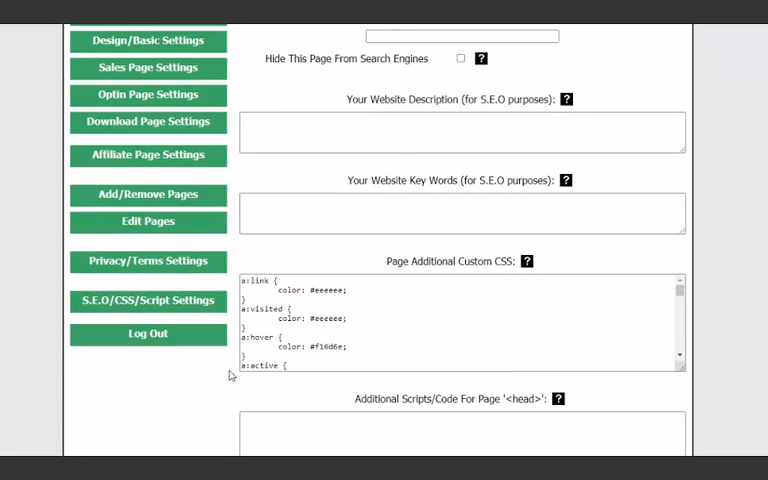 Design/Basic Settings
Sales Page Settings
Optin Page Settings
Download Page Settings
Affiliate Page Settings
Add/Remove Pages
Edit Pages
Privacy/Terms Settings
S.E.O/CSS/Script Settings
Log Out
Hide This Page From Search Engines ?
Your Website Description (for S.E.O purposes): ?
Your Website Key Words (for S.E.O purposes): ?
Page Additional Custom CSS: ?
a:link {
color: #eeeeee;
}
a:visited {
color: #eeeeee;
}
a:hover {
color: #f16d6e;
}
a:active {
Additional Scripts/Code For Page '<head>': ?